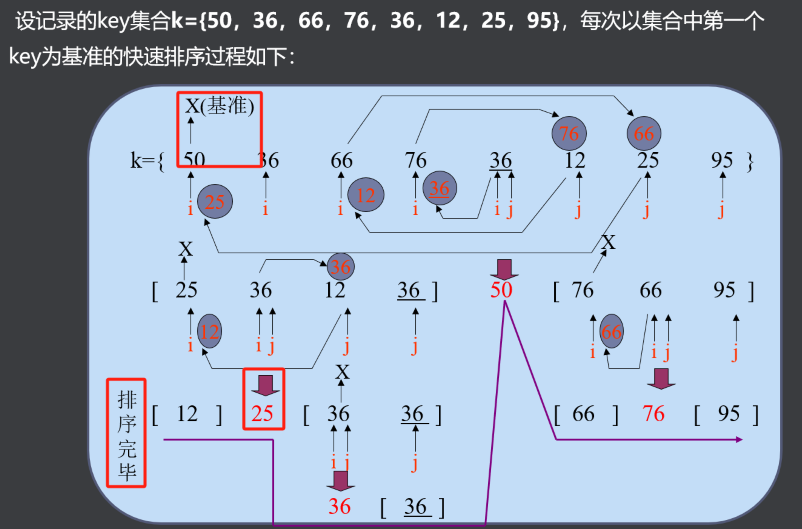 设记录的key集合k={50，36，66，76，36，12，25，95}，每次以集合中第一个
key为基准的快速排序过程如下：
X(基准)
76 66
k={ 50 36 66 76 36 12 25 95 }
i 25 i i 12 i 36 i j j j j
X 36 X
[ 25 36 12 36 ] 50 [ 76 66 95 ]
i 12 i j j j i 66 i j j
X
排序完毕
[ 12 ] 25 [ 36 36 ] [ 66 ] 76 [ 95 ]
i j j
36 [ 36 ]